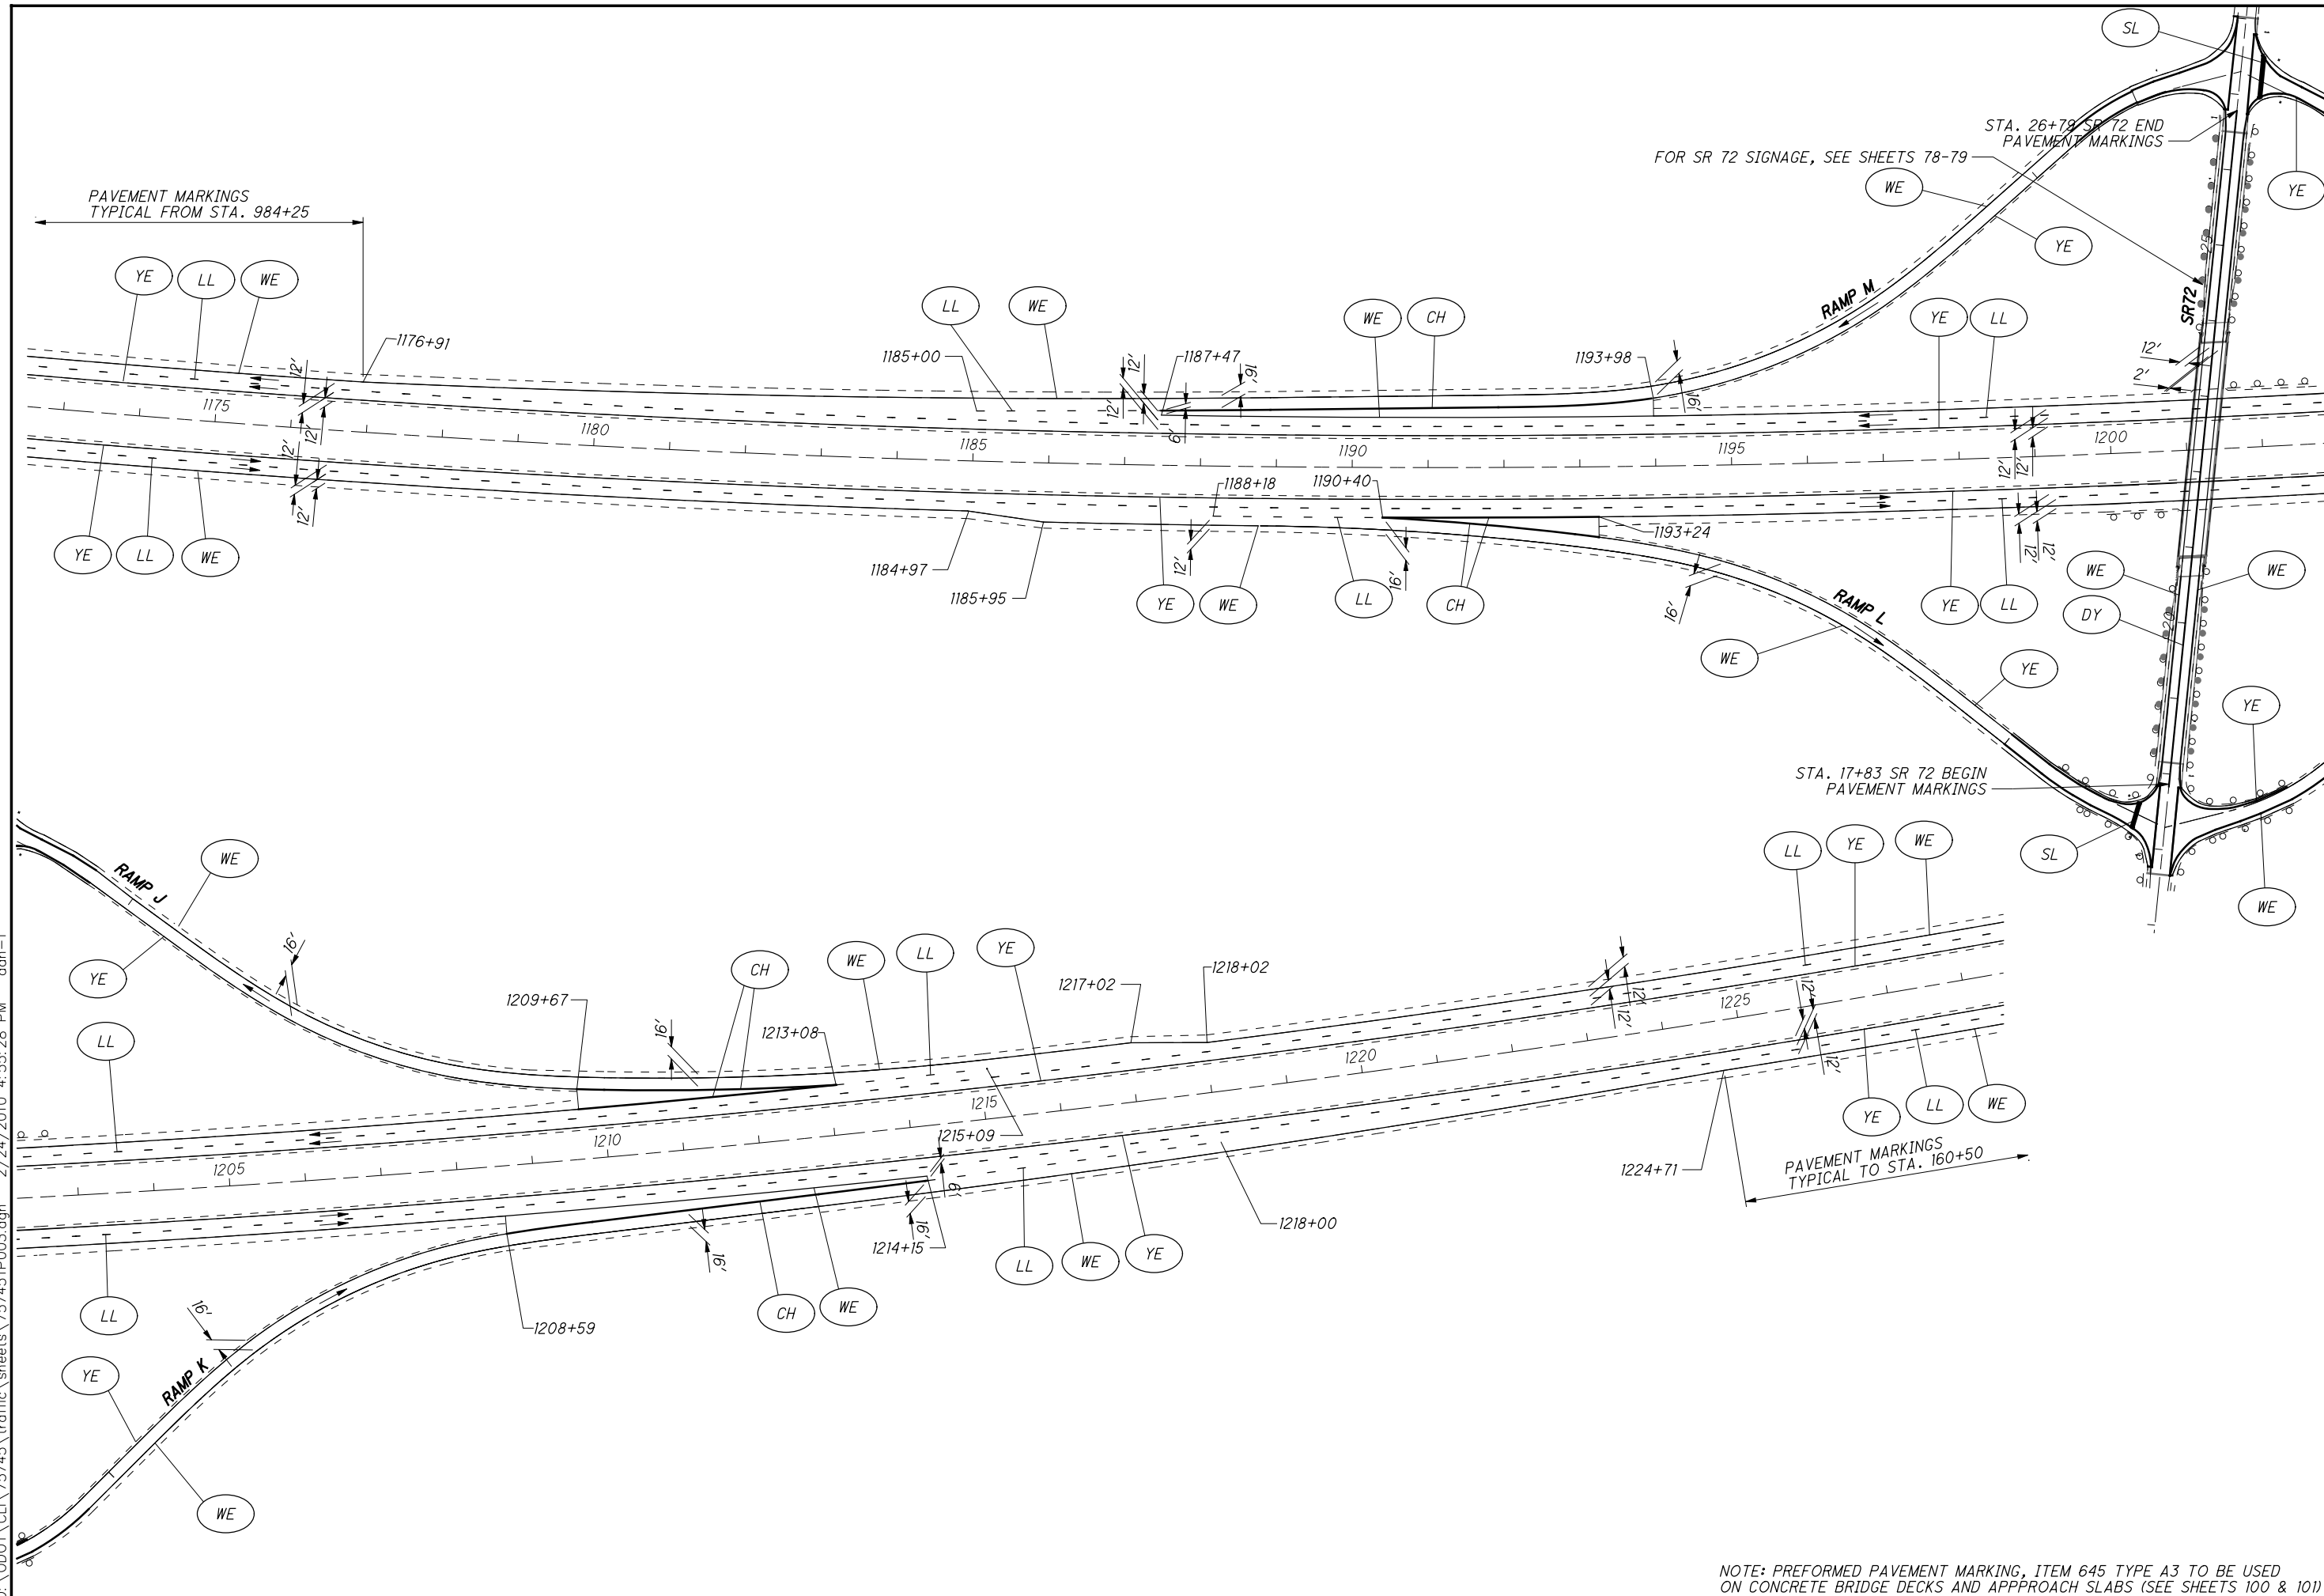 SL
STA. 26+79 SR 72 END
PAVEMENT MARKINGS
FOR SR 72 SIGNAGE, SEE SHEETS 78-79
WE
YE
YE
PAVEMENT MARKINGS
TYPICAL FROM STA. 984+25
YE
LL
WE
1176+91
LL
WE
1185+00
12'
12'
1187+47
16'
6'
WE
CH
1193+98
16'
RAMP M
YE
LL
SR72
25
12'
2'
12'
12'
12'
12'
1175
1180
1185
1190
1195
1200
12'
12'
12'
12'
YE
LL
WE
1184+97
1185+95
1188+18
12'
YE
WE
1190+40
LL
16'
CH
1193+24
16'
RAMP L
WE
YE
YE
LL
WE
WE
DY
20
YE
STA. 17+83 SR 72 BEGIN
PAVEMENT MARKINGS
SL
WE
RAMP J
WE
YE
16'
LL
1209+67
16'
CH
1213+08
WE
LL
YE
1217+02
1218+02
LL
YE
WE
12'
12'
12'
12'
1205
1210
1215
1220
1225
1215+09
6'
16'
1214+15
LL
WE
YE
1218+00
1224+71
YE
LL
WE
PAVEMENT MARKINGS
TYPICAL TO STA. 160+50
LL
16'
RAMP K
YE
WE
1208+59
16'
CH
WE
NOTE: PREFORMED PAVEMENT MARKING, ITEM 645 TYPE A3 TO BE USED
ON CONCRETE BRIDGE DECKS AND APPPROACH SLABS (SEE SHEETS 100 & 101)
2/24/2010 4:55:28 PM